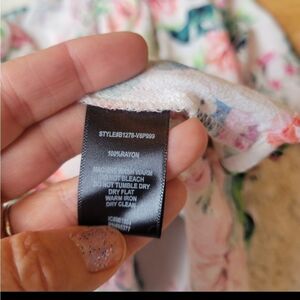 STYLE#B1278-V8P999
100%RAYON
MACHINE WASH WARM
DO NOT BLEACH
DO NOT TUMBLE DRY
DRY FLAT
WARM IRON
DRY CLEAN